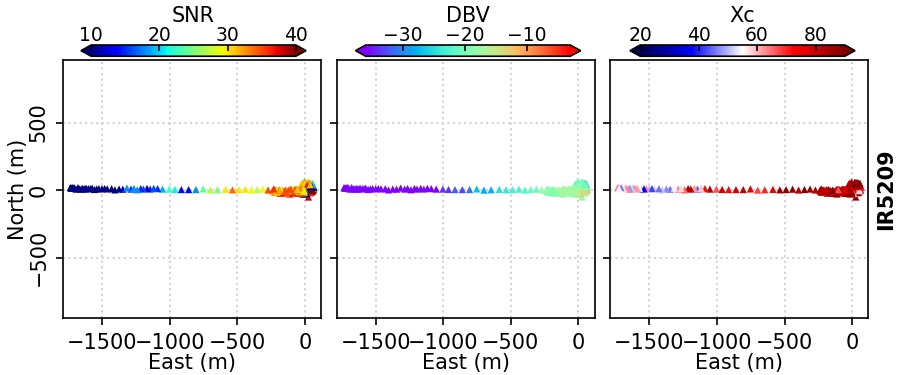 SNR DBV Xc
10 20 30 40 −30 −20 −10 20 40 60 80
500
0
−500
North (m)
IR5209
−1500 −1000 −500 0 −1500 −1000 −500 0 −1500 −1000 −500 0
East (m) East (m) East (m)